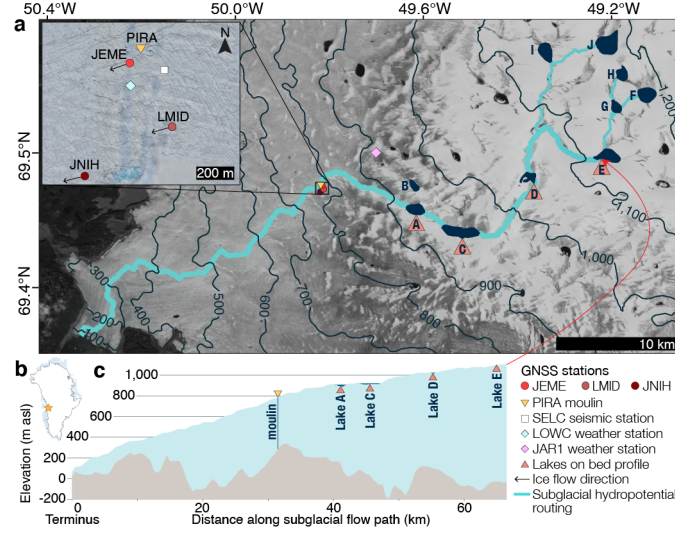 50.4°W 50.0°W 49.6°W 49.2°W
a
PIRA
JEME
N
LMID
JNIH
200 m
69.5°N
69.4°N
I
J
H
G
F
E
D
B
A
C
1,200
1,100
1,000
900
800
700
600
500
400
300
200
100
10 km
b
c
1,000
800
600
400
200
0
-200
Elevation (m asl)
moulin
Lake A
Lake C
Lake D
Lake E
0 20 40 60
Terminus
Distance along subglacial flow path (km)
GNSS stations
JEME LMID JNIH
PIRA moulin
SELC seismic station
LOWC weather station
JAR1 weather station
Lakes on bed profile
Ice flow direction
Subglacial hydropotential
routing